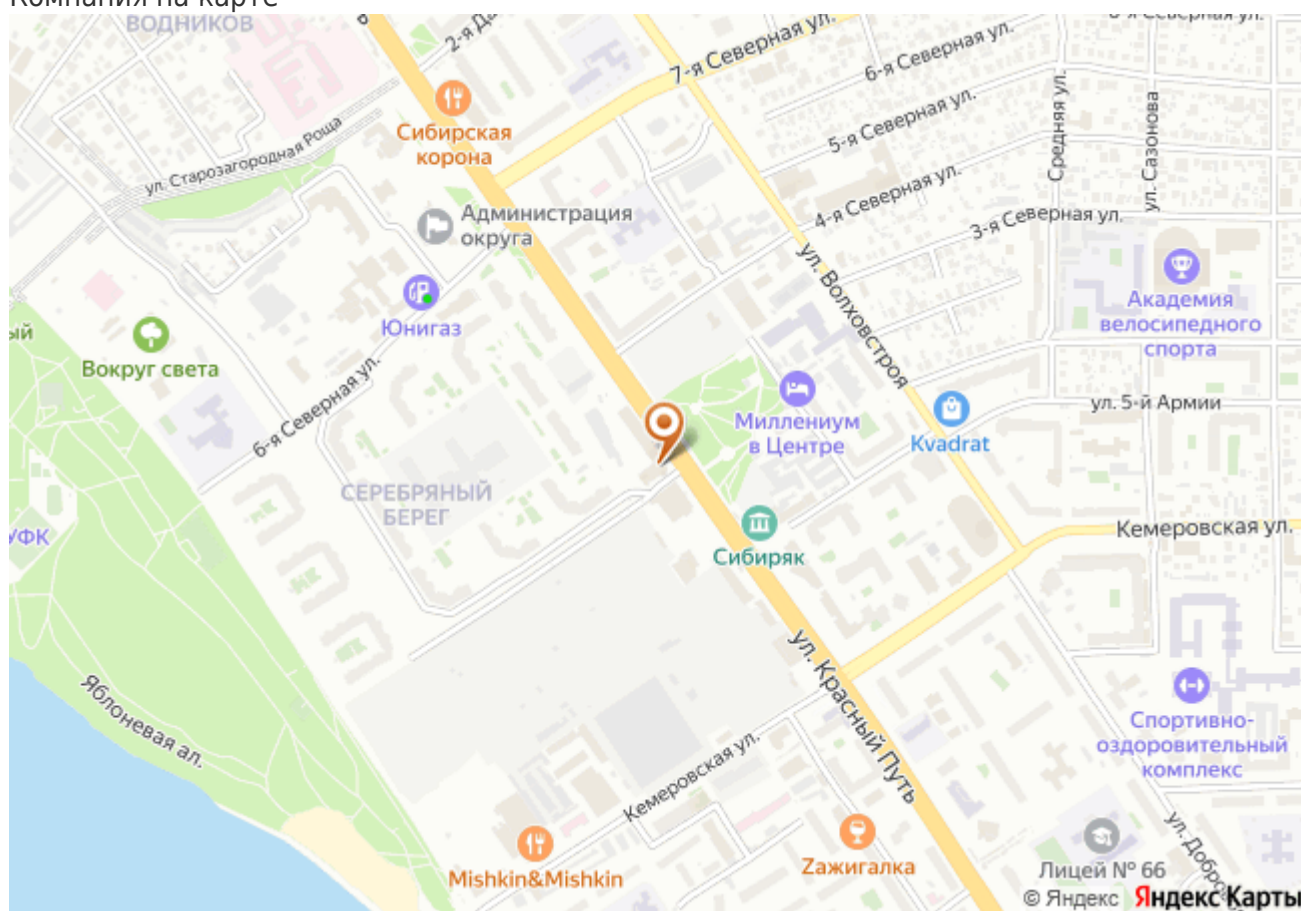 Компания на карте
ВОДНИКОВ
7-я Северная ул.
6-я Северная ул.
5-я Северная ул.
Средняя ул.
ул. Сазонова
Сибирская
корона
ул. Старозагородная Роща
4-я Северная ул.
3-я Северная ул.
Администрация
округа
ул. Волховстроя
Академия
велосипедного
спорта
Юнигаз
Вокруг света
6-я Северная ул.
Миллениум
в Центре
Kvadrat
ул. 5-й Армии
СЕРЕБРЯНЫЙ
БЕРЕГ
УФК
Сибиряк
Кемеровская ул.
ул. Красный Путь
Яблоневая ал.
Спортивно-
оздоровительный
комплекс
Кемеровская ул.
Mishkin&Mishkin
Zажигалка
Лицей № 66
© Яндекс Яндекс Карты